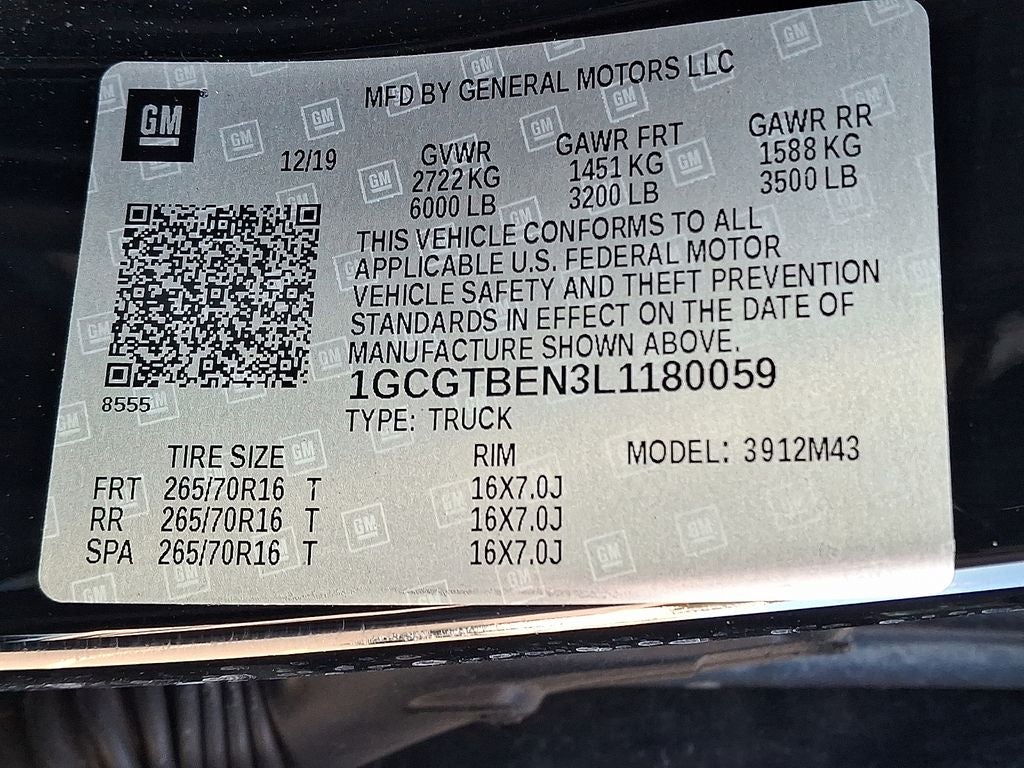 GM
MFD BY GENERAL MOTORS LLC
12/19
GVWR
2722 KG
6000 LB
GAWR FRT
1451 KG
3200 LB
GAWR RR
1588 KG
3500 LB
THIS VEHICLE CONFORMS TO ALL
APPLICABLE U.S. FEDERAL MOTOR
VEHICLE SAFETY AND THEFT PREVENTION
STANDARDS IN EFFECT ON THE DATE OF
MANUFACTURE SHOWN ABOVE.
8555
1GCGTBEN3L1180059
TYPE: TRUCK
TIRE SIZE RIM MODEL: 3912M43
FRT 265/70R16 T 16X7.0J
RR 265/70R16 T 16X7.0J
SPA 265/70R16 T 16X7.0J